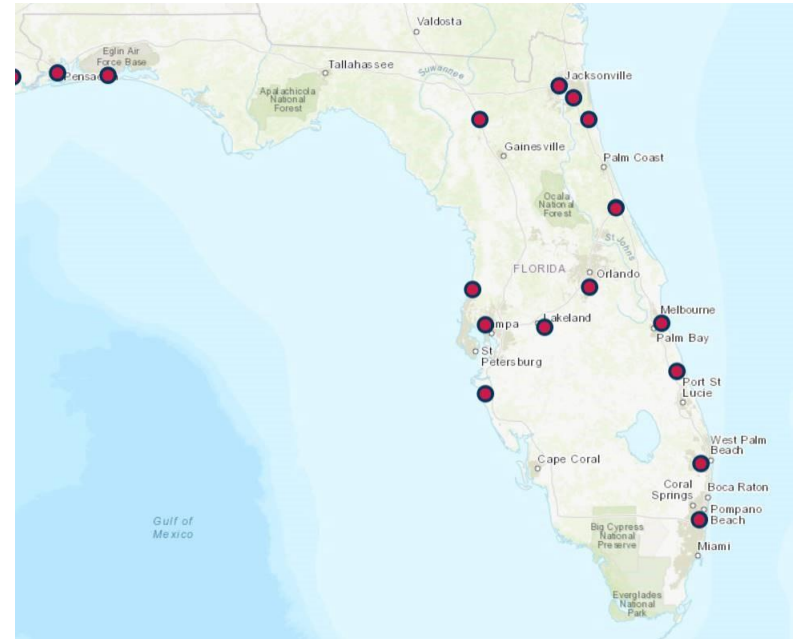 Valdosta
Eglin Air
Force Base
Tallahassee
Suwannee
Jacksonville
Apalachicola
National
Forest
Gainesville
Palm Coast
Ocala
National
Forest
St Johns
FLORIDA
Orlando
Lakeland
Melbourne
Palm Bay
St
Petersburg
Port St
Lucie
West Palm
Beach
Cape Coral
Coral
Springs
Boca Raton
Pompano
Beach
Gulf of
Mexico
Big Cypress
National
Preserve
Miami
Everglades
National
Park